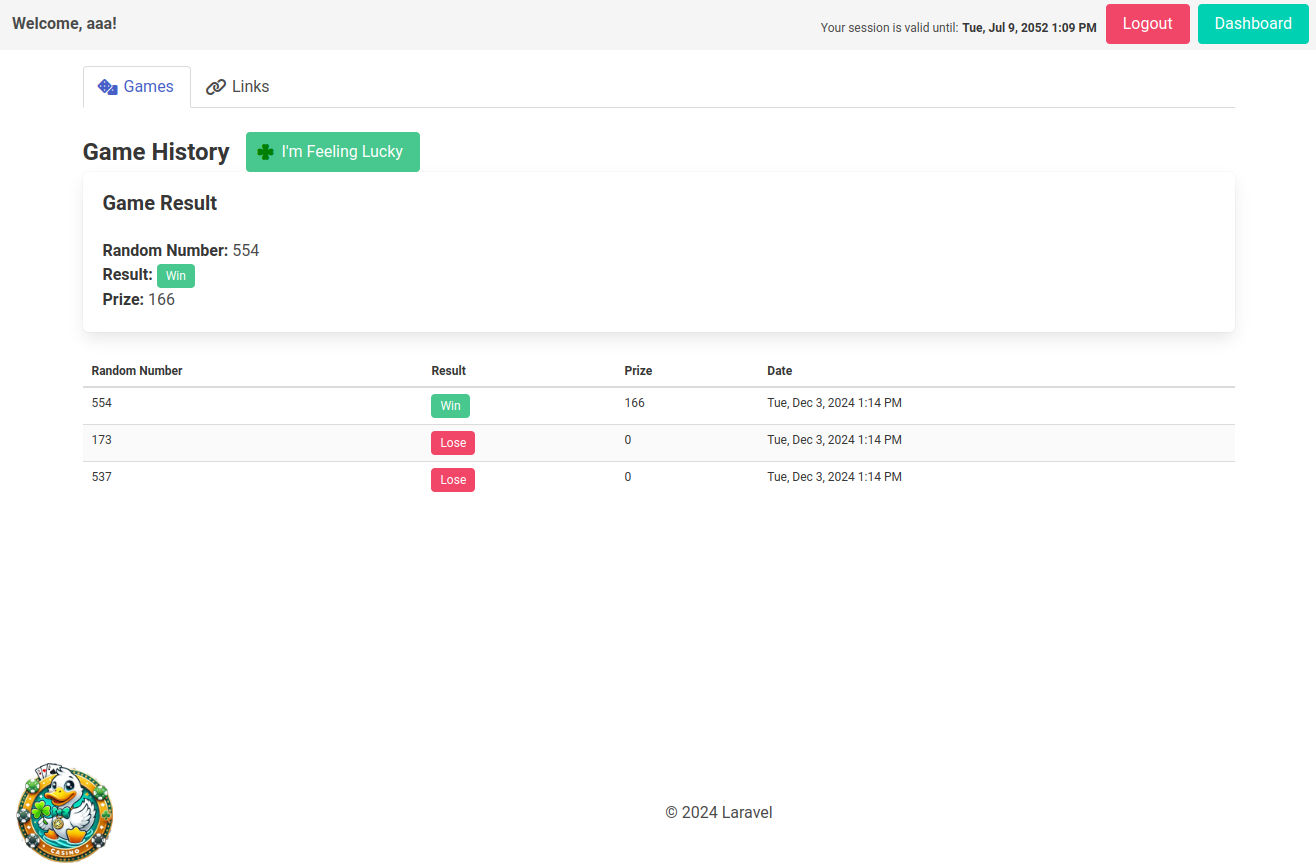 Welcome, aaa!
Your session is valid until: Tue, Jul 9, 2052 1:09 PM
Logout
Dashboard
Games
Links
Game History
I'm Feeling Lucky
Game Result
Random Number: 554
Result: Win
Prize: 166
Random Number Result Prize Date
554 Win 166 Tue, Dec 3, 2024 1:14 PM
173 Lose 0 Tue, Dec 3, 2024 1:14 PM
537 Lose 0 Tue, Dec 3, 2024 1:14 PM
CASINO
© 2024 Laravel